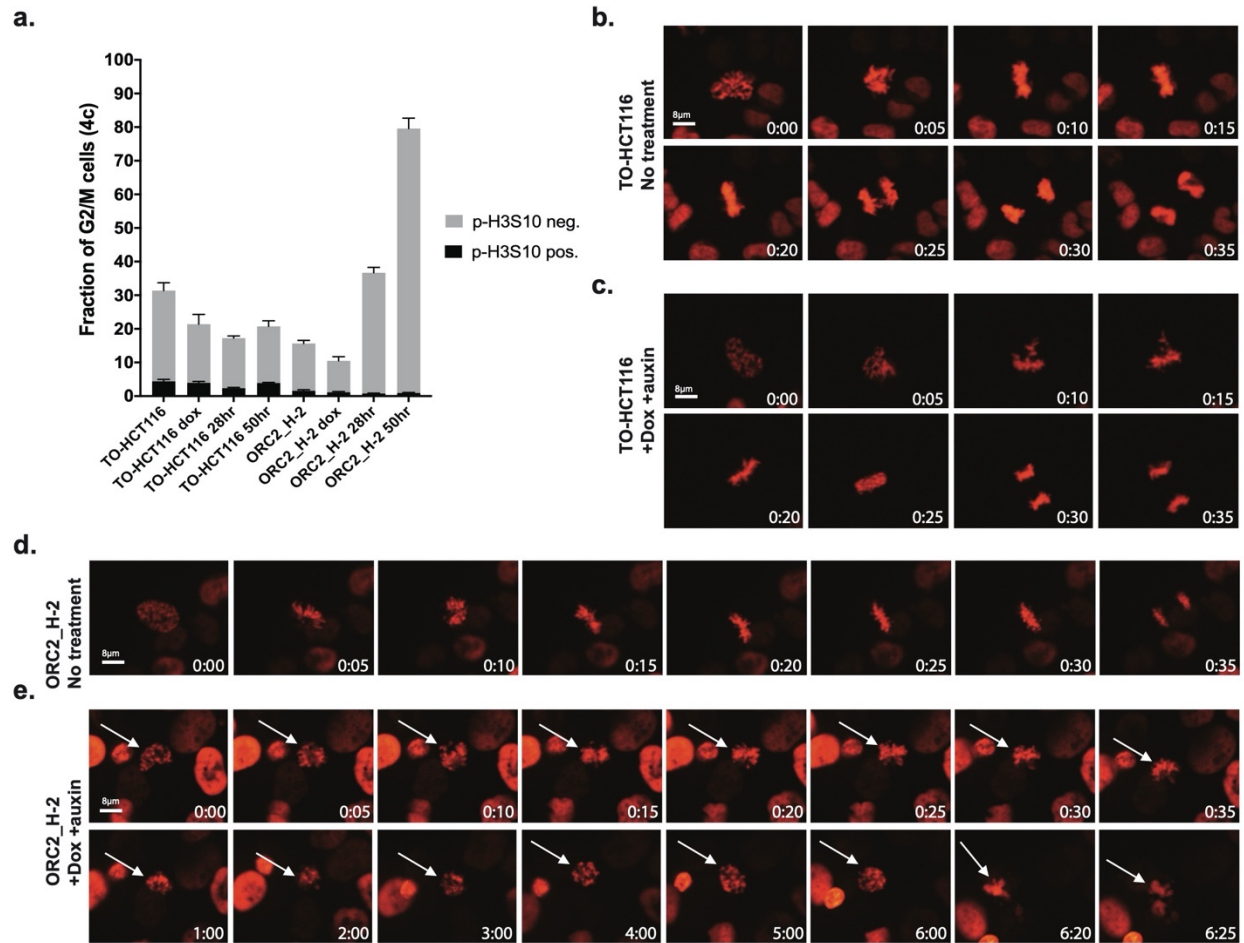 a.
Fraction of G2/M cells (4c)
100
90
80
70
60
50
40
30
20
10
0
TO-HCT116
TO-HCT116 dox
TO-HCT116 28hr
TO-HCT116 50hr
ORC2_H-2
ORC2_H-2 dox
ORC2_H-2 28hr
ORC2_H-2 50hr
p-H3S10 neg.
p-H3S10 pos.
b.
TO-HCT116
No treatment
8µm
0:00
0:05
0:10
0:15
0:20
0:25
0:30
0:35
c.
TO-HCT116
+Dox +auxin
8µm
0:00
0:05
0:10
0:15
0:20
0:25
0:30
0:35
d.
ORC2_H-2
No treatment
8µm
0:00
0:05
0:10
0:15
0:20
0:25
0:30
0:35
e.
ORC2_H-2
+Dox +auxin
8µm
0:00
0:05
0:10
0:15
0:20
0:25
0:30
0:35
1:00
2:00
3:00
4:00
5:00
6:00
6:20
6:25